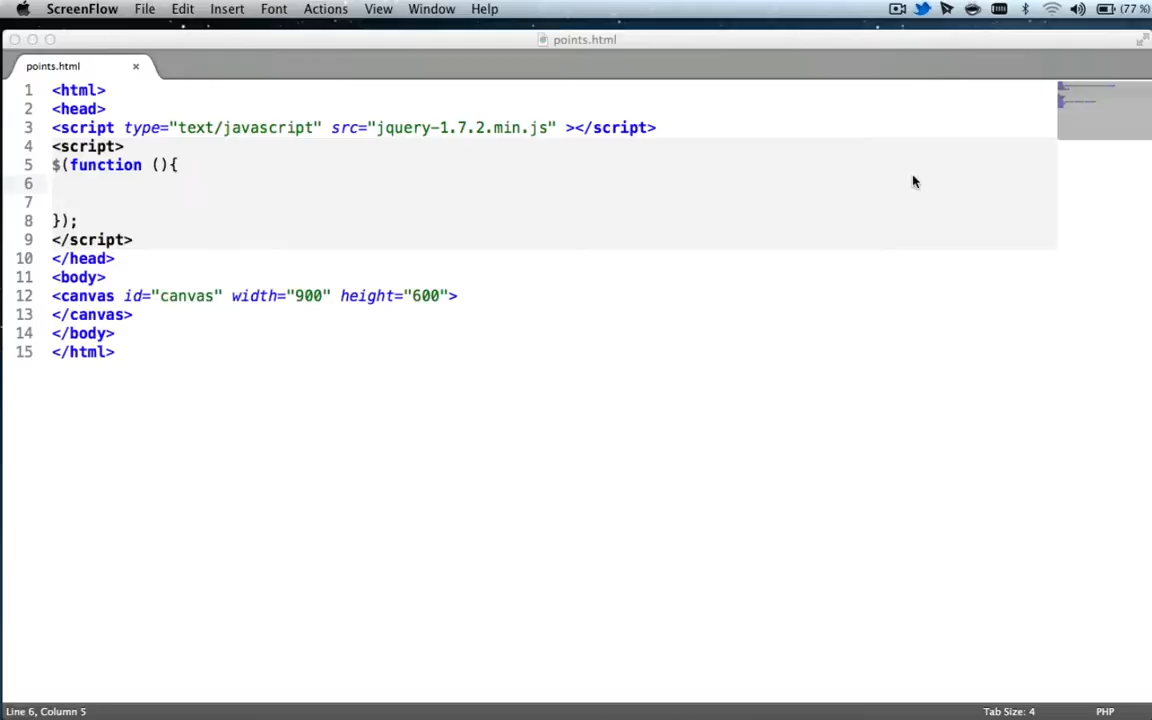 ScreenFlow File Edit Insert Font Actions View Window Help (77 %)
points.html
points.html ×
1 <html>
2 <head>
3 <script type="text/javascript" src="jquery-1.7.2.min.js" ></script>
4 <script>
5 $(function (){
6
7
8 });
9 </script>
10 </head>
11 <body>
12 <canvas id="canvas" width="900" height="600">
13 </canvas>
14 </body>
15 </html>
Line 6, Column 5 Tab Size: 4 PHP